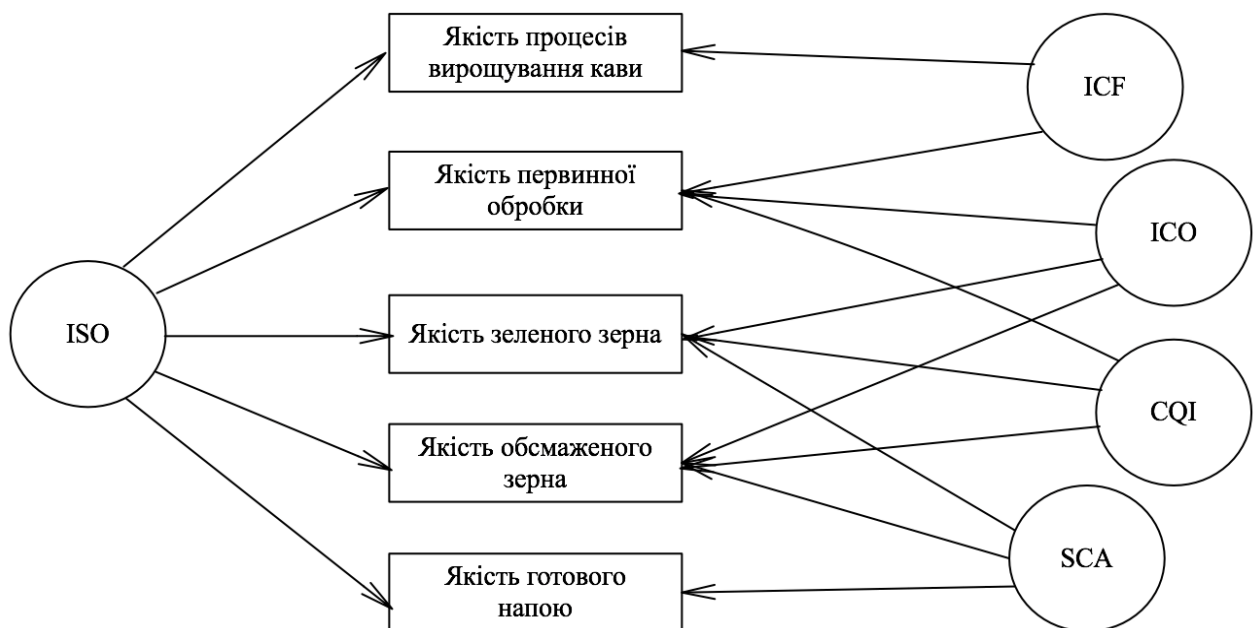 Якість процесів
вирощування кави
ICF
Якість первинної
обробки
ICO
ISO
Якість зеленого зерна
CQI
Якість обсмаженого
зерна
SCA
Якість готового
напою